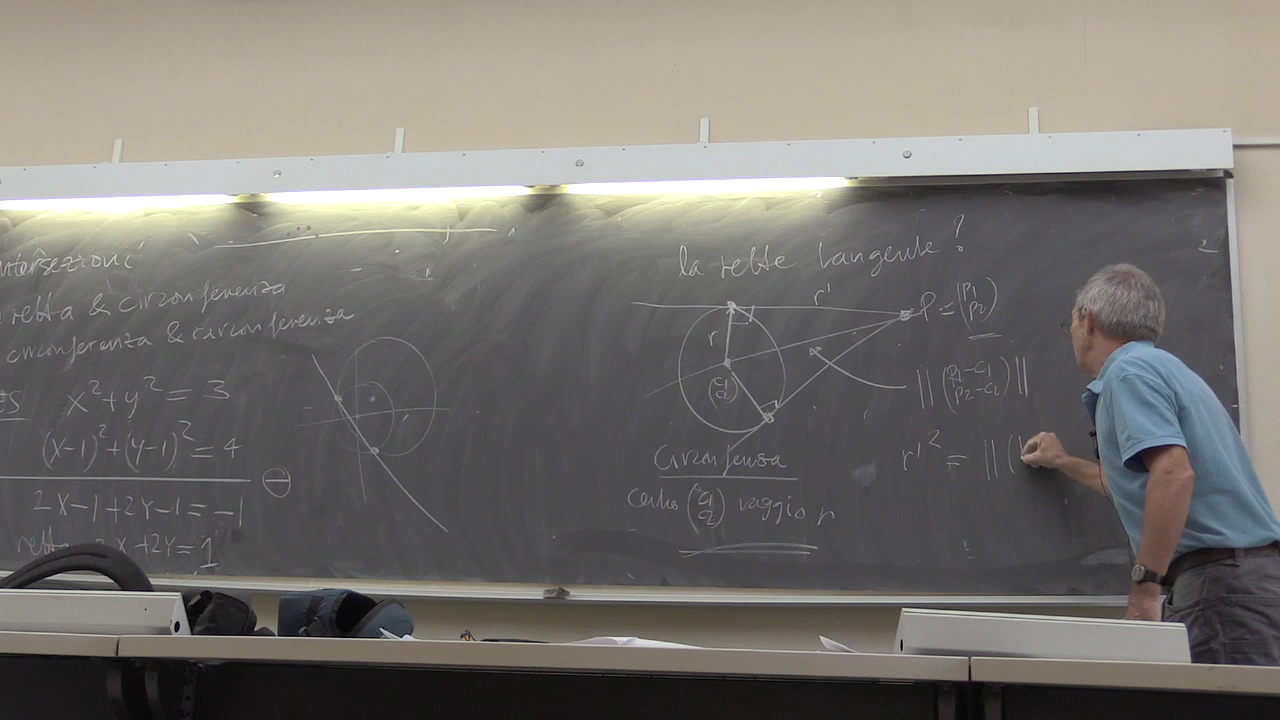 intersezioni
retta & circonferenza
circonferenza & circonferenza
ES x² + y² = 3
(x-1)² + (y-1)² = 4
⊖
2x-1+2y-1=-1
retta 2x+2y=1
la retta tangente?
r'
P = (p1 p2)
r
(c1 c2)
|| (p1-c1 p2-c2) ||
r'² = || (
Circonferenza
centro (c1 c2) raggio r